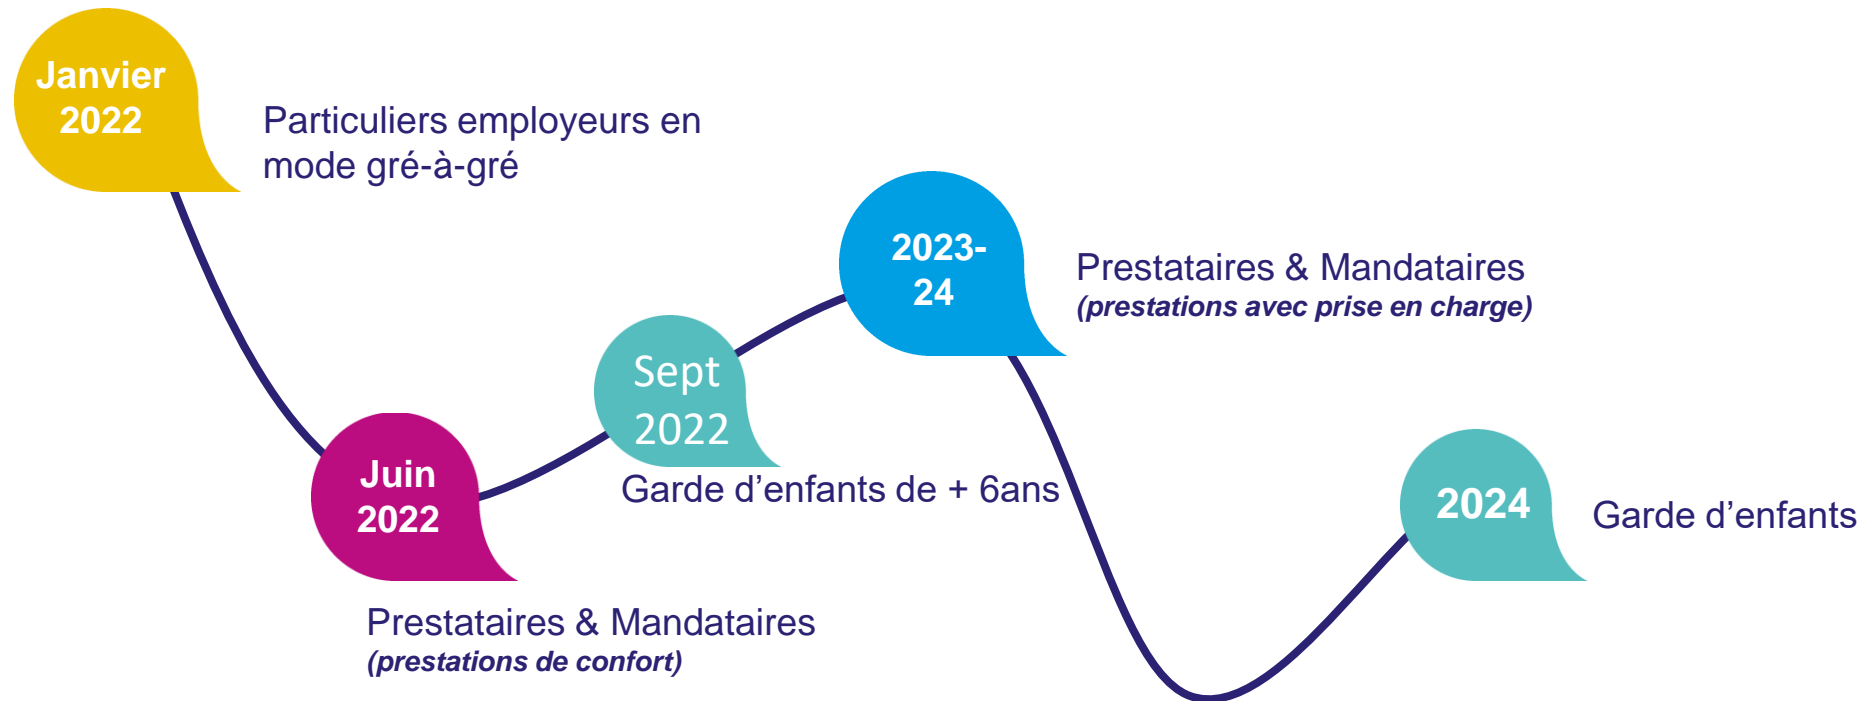 Janvier
2022
Particuliers employeurs en
mode gré-à-gré
Juin
2022
Prestataires & Mandataires
(prestations de confort)
Sept
2022
Garde d’enfants de + 6ans
2023-
24
Prestataires & Mandataires
(prestations avec prise en charge)
2024
Garde d’enfants